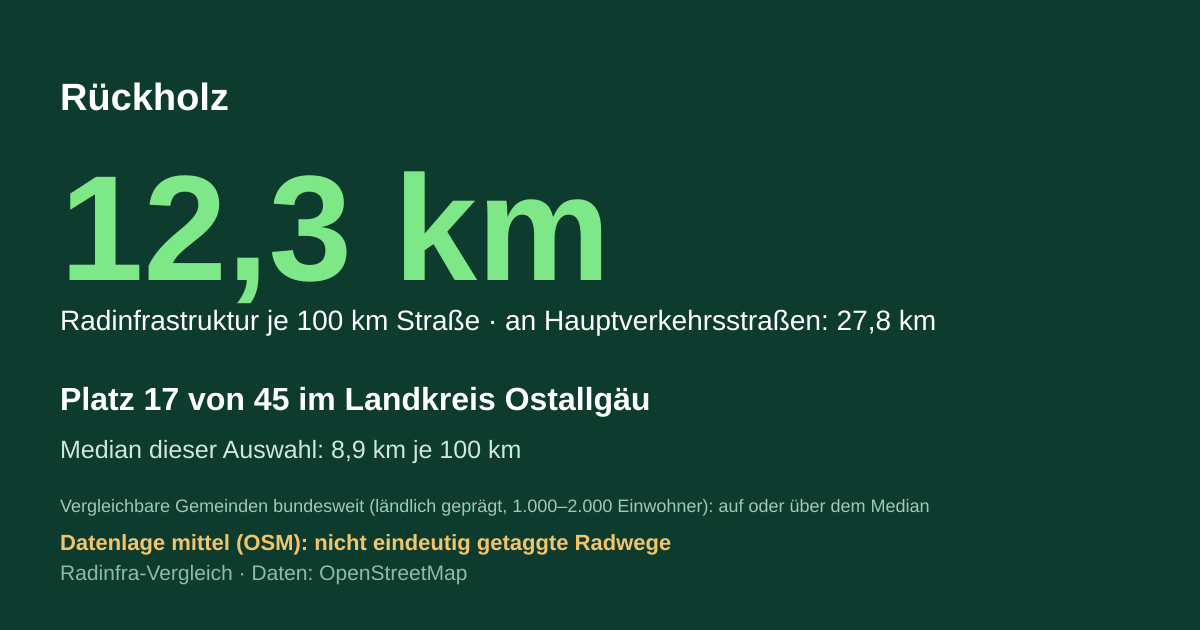 Rückholz
12,3 km
Radinfrastruktur je 100 km Straße · an Hauptverkehrsstraßen: 27,8 km
Platz 17 von 45 im Landkreis Ostallgäu
Median dieser Auswahl: 8,9 km je 100 km
Vergleichbare Gemeinden bundesweit (ländlich geprägt, 1.000–2.000 Einwohner): auf oder über dem Median
Datenlage mittel (OSM): nicht eindeutig getaggte Radwege
Radinfra-Vergleich · Daten: OpenStreetMap